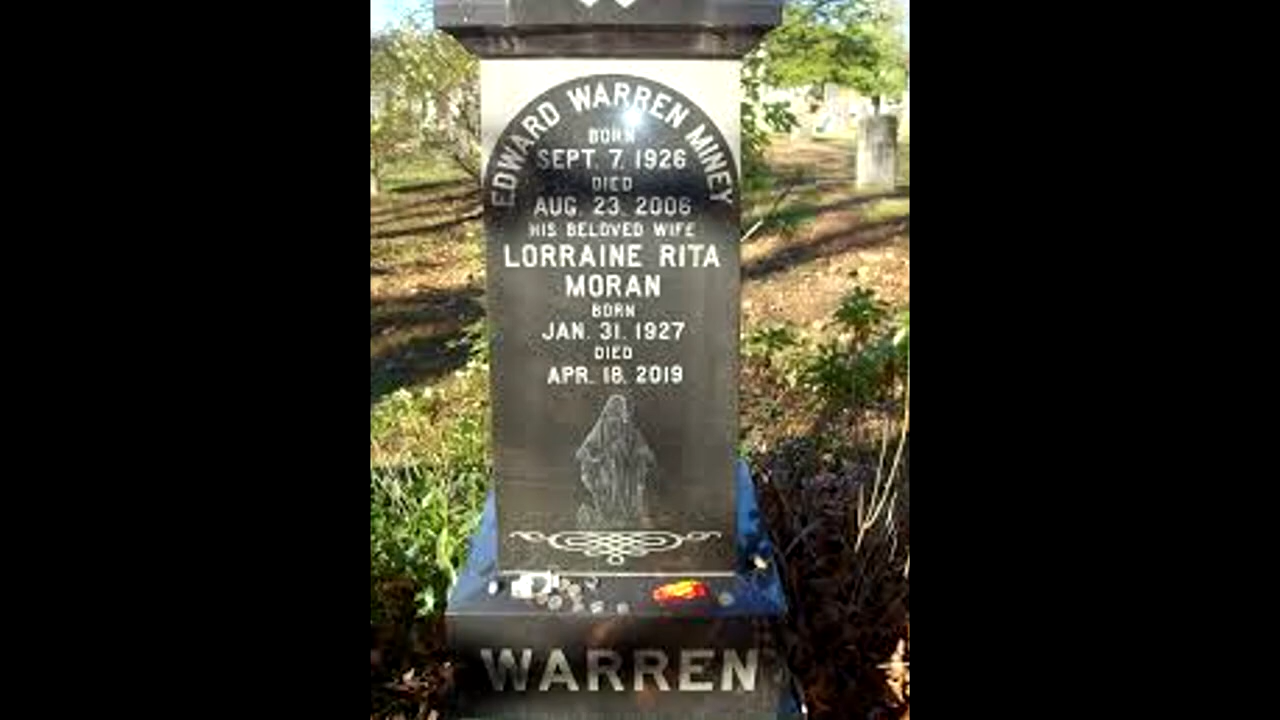 EDWARD WARREN MINEY
BORN
SEPT. 7. 1926
DIED
AUG. 23. 2006
HIS BELOVED WIFE
LORRAINE RITA
MORAN
BORN
JAN. 31. 1927
DIED
APR. 18. 2019
WARREN